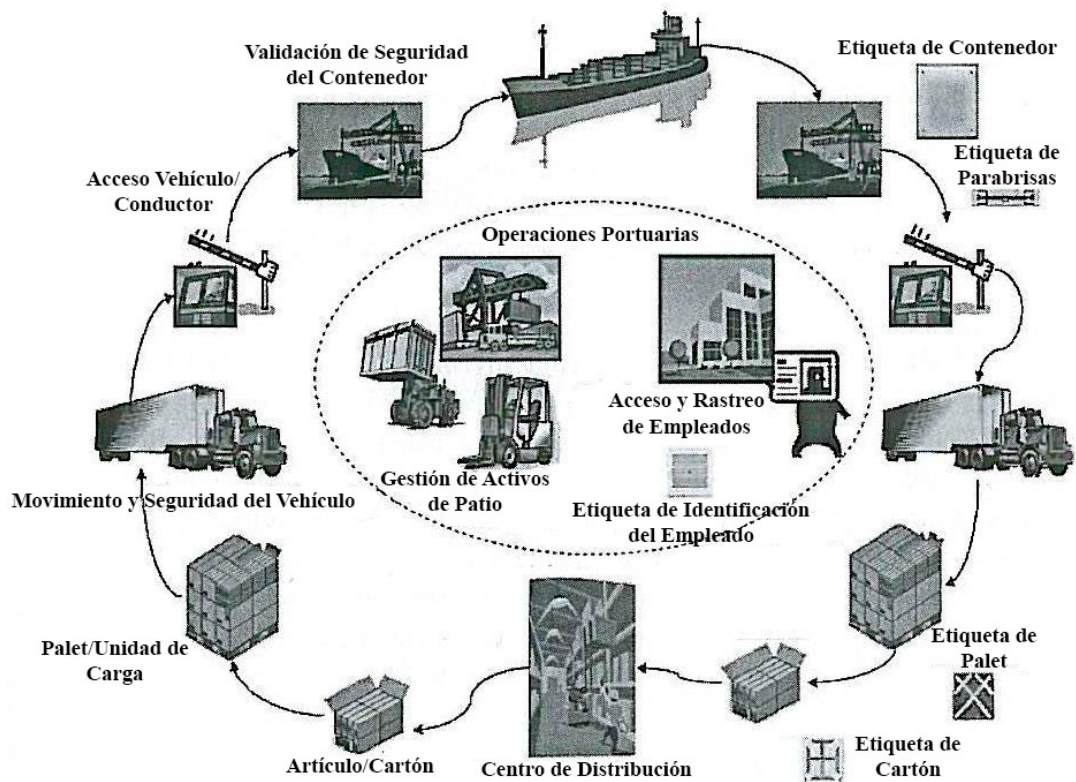 Validación de Seguridad
del Contenedor
Etiqueta de Contenedor
Etiqueta de
Parabrisas
Acceso Vehículo/
Conductor
Operaciones Portuarias
Acceso y Rastreo
de Empleados
Gestión de Activos
de Patio
Etiqueta de Identificación
del Empleado
Movimiento y Seguridad del Vehículo
Palet/Unidad de
Carga
Etiqueta de
Palet
Artículo/Cartón
Centro de Distribución
Etiqueta de
Cartón